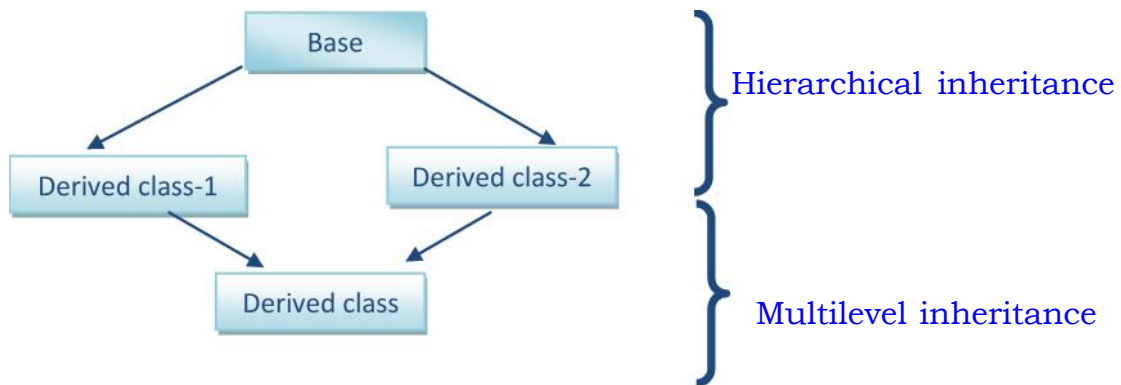 Base
Hierarchical inheritance
Derived class-1
Derived class-2
Derived class
Multilevel inheritance